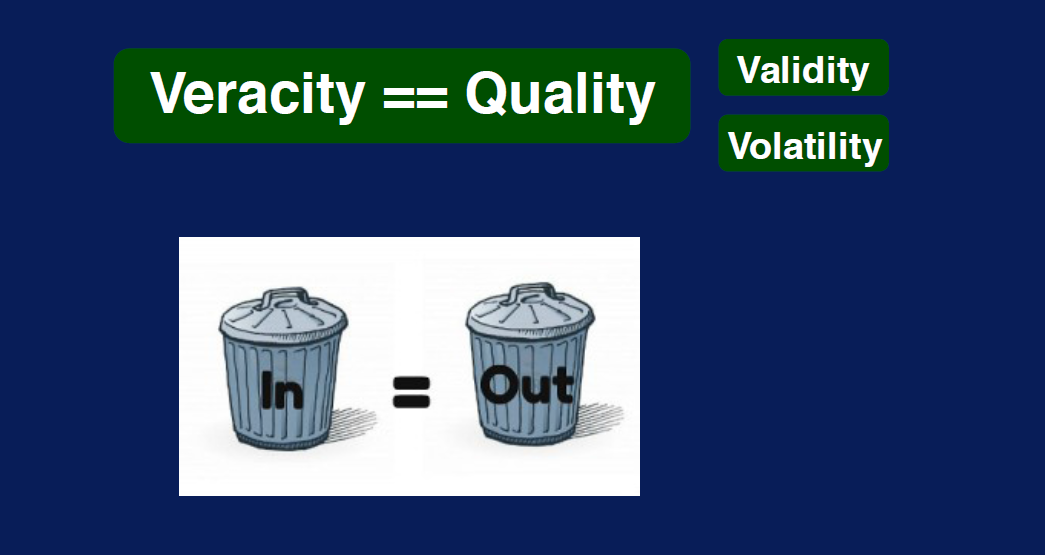 Veracity == Quality
Validity
Volatility
In = Out